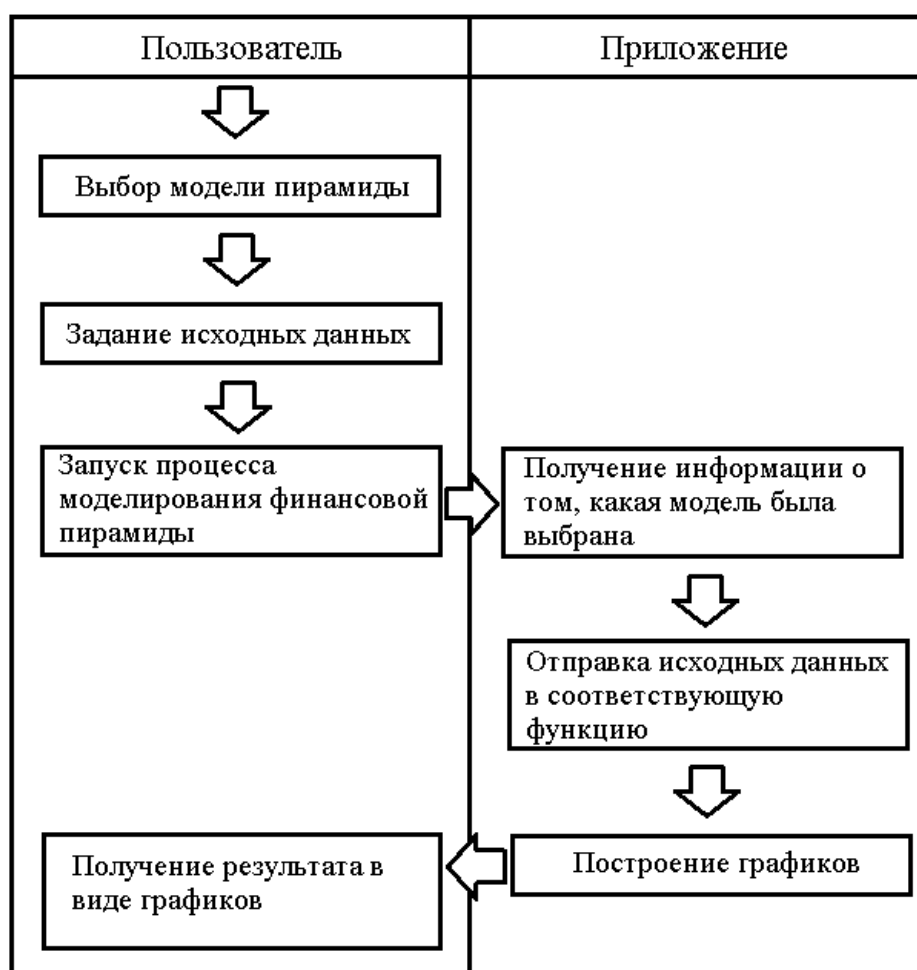 Пользователь
Приложение
Выбор модели пирамиды
Задание исходных данных
Запуск процесса
моделирования финансовой
пирамиды
Получение информации о
том, какая модель была
выбрана
Отправка исходных данных
в соответствующую
функцию
Построение графиков
Получение результата в
виде графиков